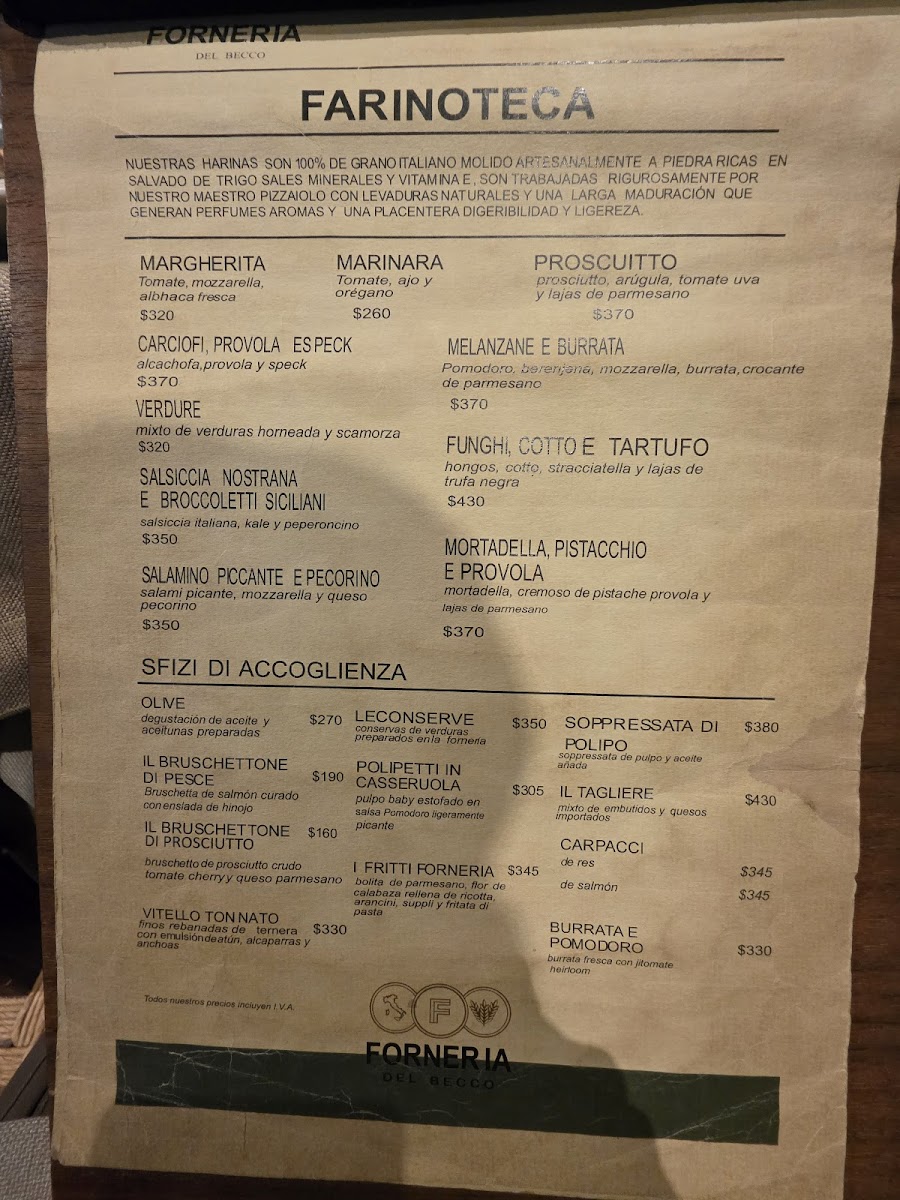 FORNERIA
DEL BECCO
FARINOTECA
NUESTRAS HARINAS SON 100% DE GRANO ITALIANO MOLIDO ARTESANALMENTE A PIEDRA RICAS EN
SALVADO DE TRIGO SALES MINERALES Y VITAMINA E, SON TRABAJADAS RIGUROSAMENTE POR
NUESTRO MAESTRO PIZZAIOLO CON LEVADURAS NATURALES Y UNA LARGA MADURACIÓN QUE
GENERAN PERFUMES AROMAS Y UNA PLACENTERA DIGERIBILIDAD Y LIGEREZA.
MARGHERITA
Tomate, mozzarella,
albhaca fresca
$320
MARINARA
Tomate, ajo y
orégano
$260
PROSCUITTO
prosciutto, arúgula, tomate uva
y lajas de parmesano
$370
CARCIOFI, PROVOLA ESPECK
alcachofa,provola y speck
$370
MELANZANE E BURRATA
Pomodoro, berenjena, mozzarella, burrata,crocante
de parmesano
$370
VERDURE
mixto de verduras horneada y scamorza
$320
FUNGHI, COTTO E TARTUFO
hongos, cotto, stracciatella y lajas de
trufa negra
$430
SALSICCIA NOSTRANA
E BROCCOLETTI SICILIANI
salsiccia italiana, kale y peperoncino
$350
MORTADELLA, PISTACCHIO
E PROVOLA
mortadella, cremoso de pistache provola y
lajas de parmesano
$370
SALAMINO PICCANTE E PECORINO
salami picante, mozzarella y queso
pecorino
$350
SFIZI DI ACCOGLIENZA
OLIVE
degustación de aceite y
aceitunas preparadas
$270
IL BRUSCHETTONE
DI PESCE
$190
Bruschetta de salmón curado
con enslada de hinojo
IL BRUSCHETTONE
DI PROSCIUTTO
$160
bruschetto de prosciutto crudo
tomate cherry y queso parmesano
VITELLO TONNATO
finos rebanadas de ternera
con emulsión de atún, alcaparras y
anchoas
$330
LECONSERVE
conservas de verduras
preparados en la forneria
$350
POLIPETTI IN
CASSERUOLA
$305
pulpo baby estofado en
salsa Pomodoro ligeramente
picante
I FRITTI FORNERIA
$345
bolita de parmesano, flor de
calabaza rellena de ricotta,
arancini, supplì y fritata di
pasta
SOPPRESSATA DI
POLIPO
$380
soppressata de pulpo y aceite
añada
IL TAGLIERE
$430
mixto de embutidos y quesos
importados
CARPACCI
de res
$345
de salmón
$345
BURRATA E
POMODORO
$330
burrata fresca con jitomate
heirloom
Todos nuestros precios incluyen I.V.A.
F
FORNERIA
DEL BECCO